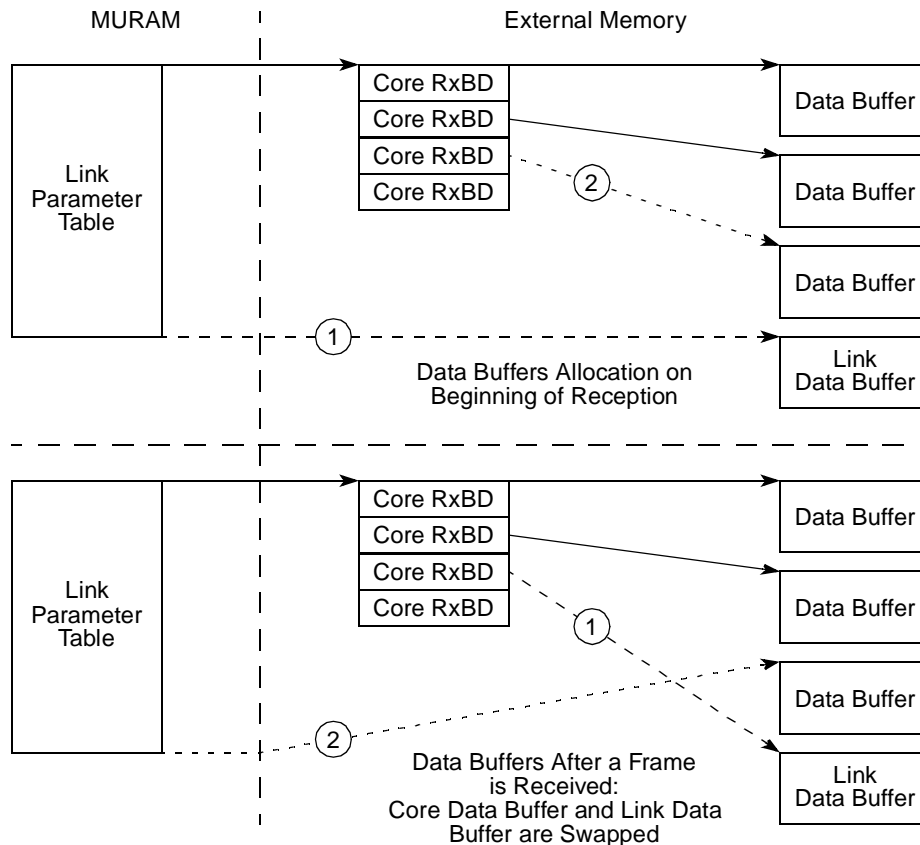 MURAM
External Memory
Link
Parameter
Table
Core RxBD
Core RxBD
Core RxBD
Core RxBD
Data Buffer
Data Buffer
2
Data Buffer
1
Link
Data Buffer
Data Buffers Allocation on
Beginning of Reception
Link
Parameter
Table
Core RxBD
Core RxBD
Core RxBD
Core RxBD
Data Buffer
Data Buffer
1
Data Buffer
2
Link
Data Buffer
Data Buffers After a Frame
is Received:
Core Data Buffer and Link Data
Buffer are Swapped